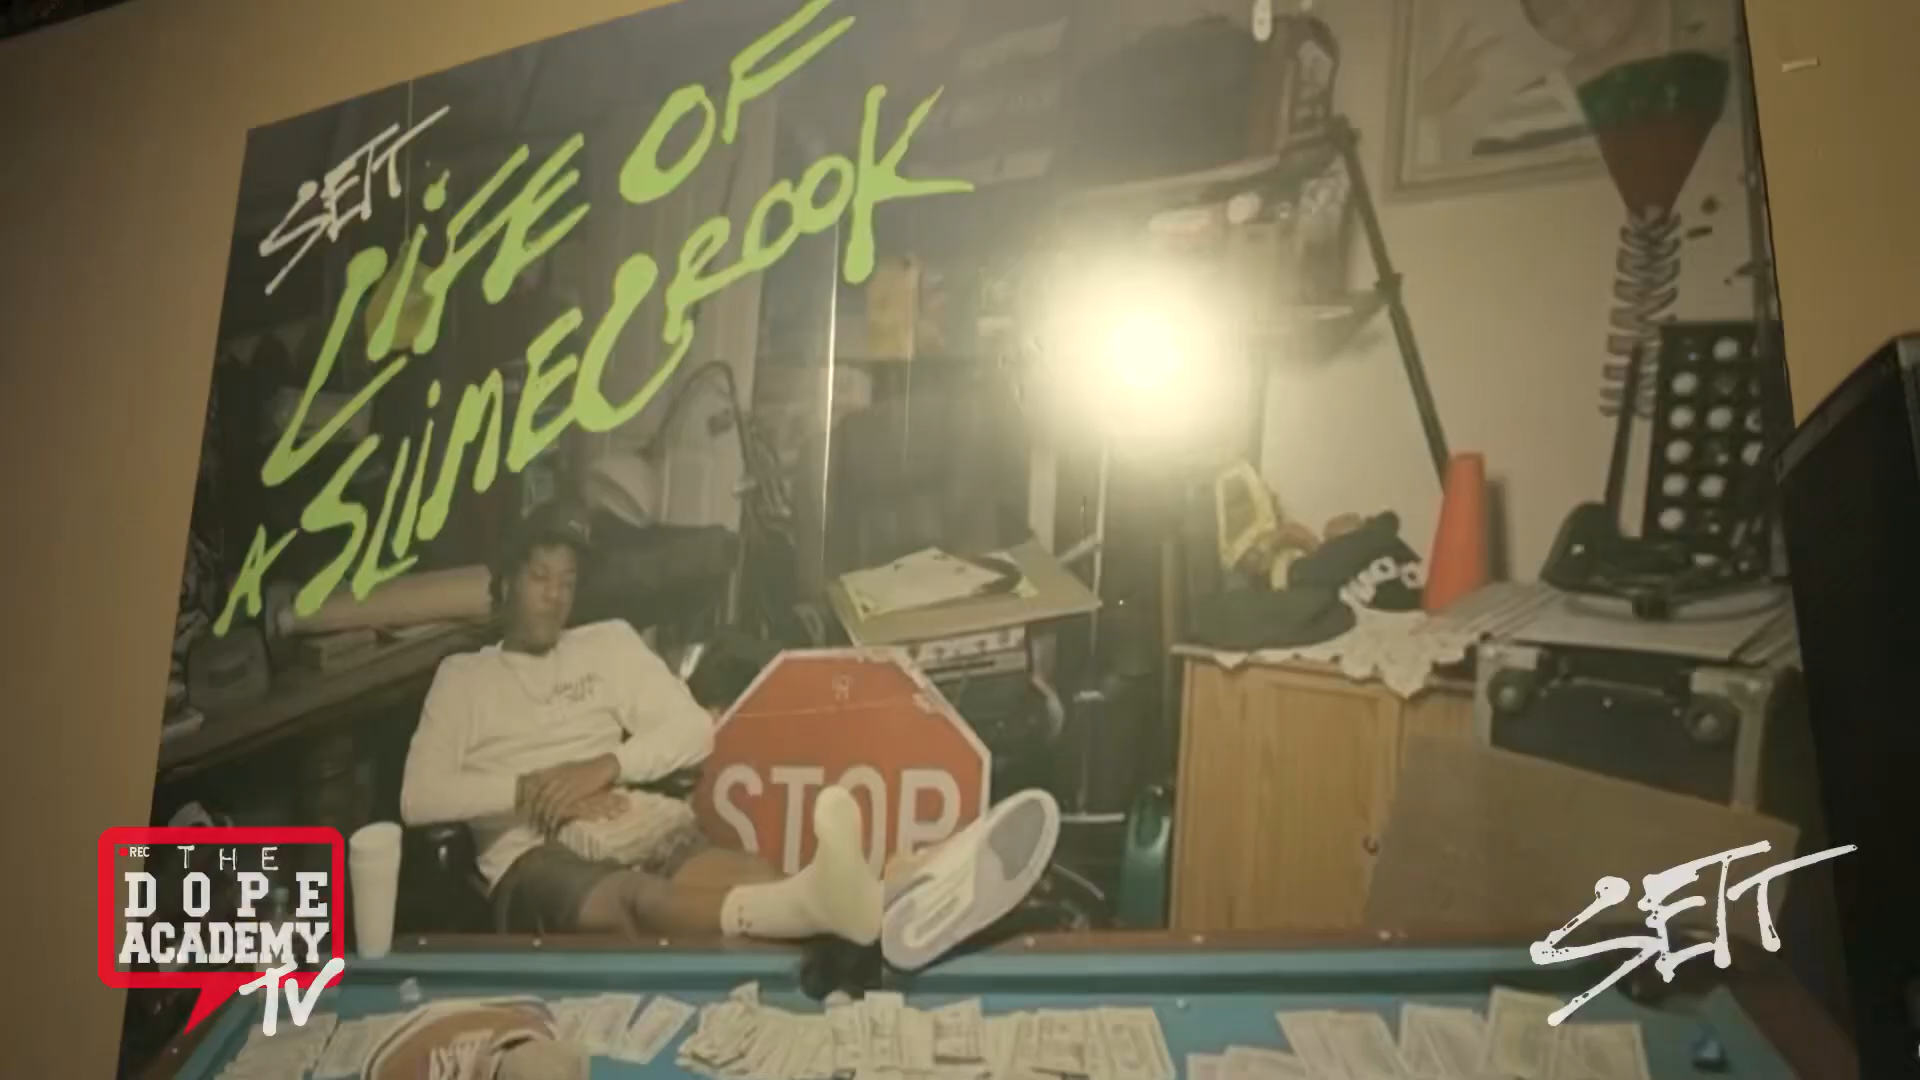 SETT
LIFE OF
A SLIMECROOK
STOP
REC THE
DOPE
ACADEMY
TV
SETT